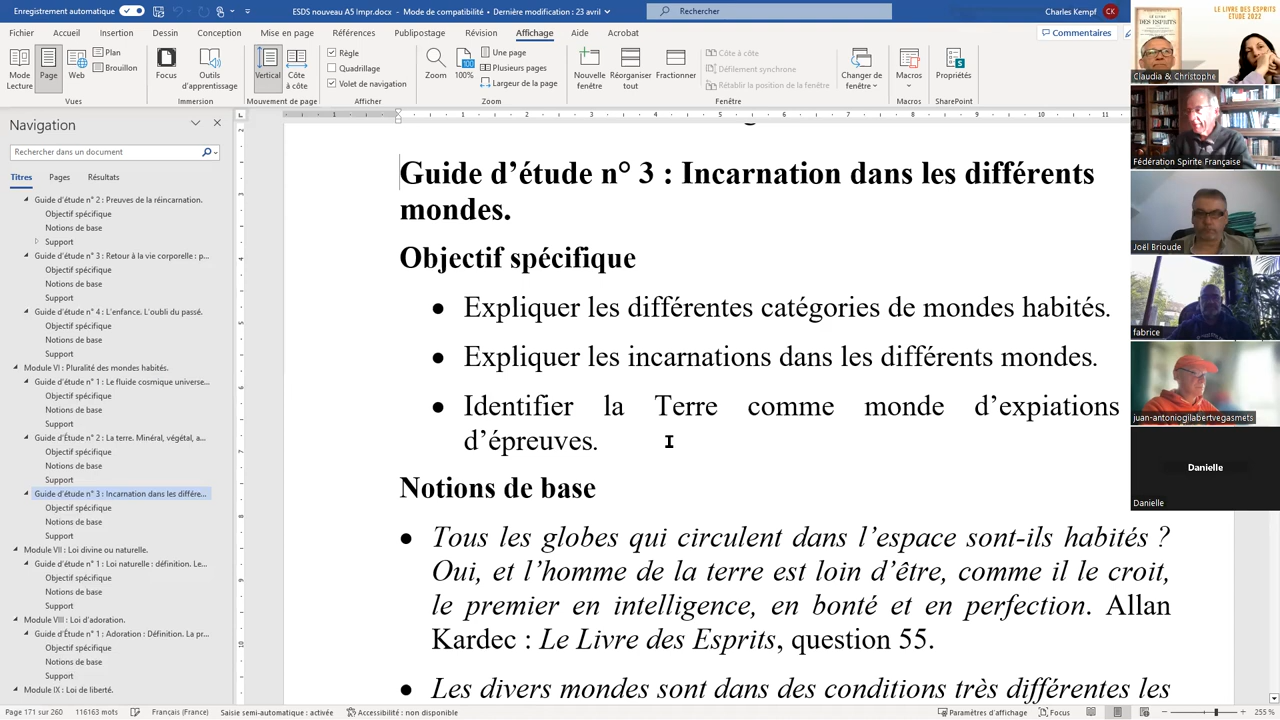 Enregistrement automatique
ESDS nouveau A5 Impr.docx • Mode de compatibilité • Dernière modification : 23 avril
Rechercher
Charles Kempf
CK
Fichier
Accueil
Insertion
Dessin
Conception
Mise en page
Références
Publipostage
Révision
Affichage
Aide
Acrobat
Commentaires
Mode Lecture
Page
Web
Plan
Brouillon
Vues
Focus
Outils d'apprentissage
Immersion
Vertical
Côte à côte
Mouvement de page
Règle
Quadrillage
Volet de navigation
Afficher
Zoom
100%
Une page
Plusieurs pages
Largeur de la page
Zoom
Nouvelle fenêtre
Réorganiser tout
Fractionner
Côte à côte
Défilement synchrone
Rétablir la position de la fenêtre
Changer de fenêtre
Fenêtre
Macros
Macros
Propriétés
SharePoint
Navigation
Rechercher dans un document
Titres
Pages
Résultats
Guide d'étude n° 2 : Preuves de la réincarnation.
Objectif spécifique
Notions de base
Support
Guide d'étude n° 3 : Retour à la vie corporelle : p...
Objectif spécifique
Notions de base
Support
Guide d'étude n° 4 : L'enfance. L'oubli du passé.
Objectif spécifique
Notions de base
Support
Module VI : Pluralité des mondes habités.
Guide d'étude n° 1 : Le fluide cosmique universe...
Objectif spécifique
Notions de base
Support
Guide d'Étude n° 2 : La terre. Minéral, végétal, a...
Objectif spécifique
Notions de base
Support
Guide d'étude n° 3 : Incarnation dans les différe...
Objectif spécifique
Notions de base
Support
Module VII : Loi divine ou naturelle.
Guide d'étude n° 1 : Loi naturelle : définition. Le...
Objectif spécifique
Notions de base
Support
Module VIII : Loi d'adoration.
Guide d'Étude n° 1 : Adoration : Définition. La pr...
Objectif spécifique
Notions de base
Support
Module IX : Loi de liberté.
Guide d'étude n° 3 : Incarnation dans les différents
mondes.
Objectif spécifique
● Expliquer les différentes catégories de mondes habités.
● Expliquer les incarnations dans les différents mondes.
● Identifier la Terre comme monde d'expiations
d'épreuves.
Notions de base
● Tous les globes qui circulent dans l'espace sont-ils habités ?
Oui, et l'homme de la terre est loin d'être, comme il le croit,
le premier en intelligence, en bonté et en perfection. Allan
Kardec : Le Livre des Esprits, question 55.
● Les divers mondes sont dans des conditions très différentes les
LE LIVRE DES ESPRITS
ETUDE 2022
Claudia & Christophe
Fédération Spirite Française
Joël Brioude
fabrice
juan-antoniogilabertvegasmets
Danielle
Danielle
Page 171 sur 260
116163 mots
Français (France)
Saisie semi-automatique : activée
Accessibilité : non disponible
Paramètres d'affichage
Focus
255 %